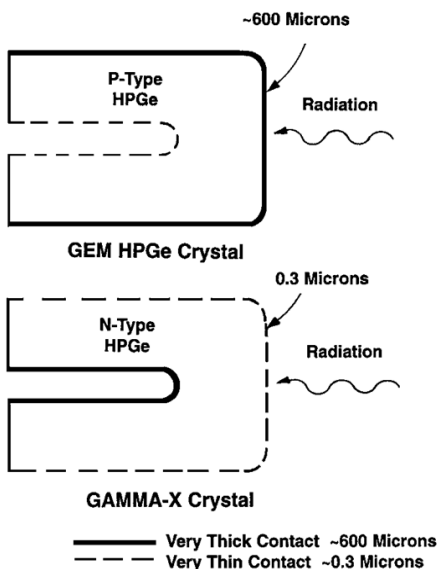 ~600 Microns
P-Type
HPGe
Radiation
GEM HPGe Crystal
0.3 Microns
N-Type
HPGe
Radiation
GAMMA-X Crystal
Very Thick Contact ~600 Microns
Very Thin Contact ~0.3 Microns